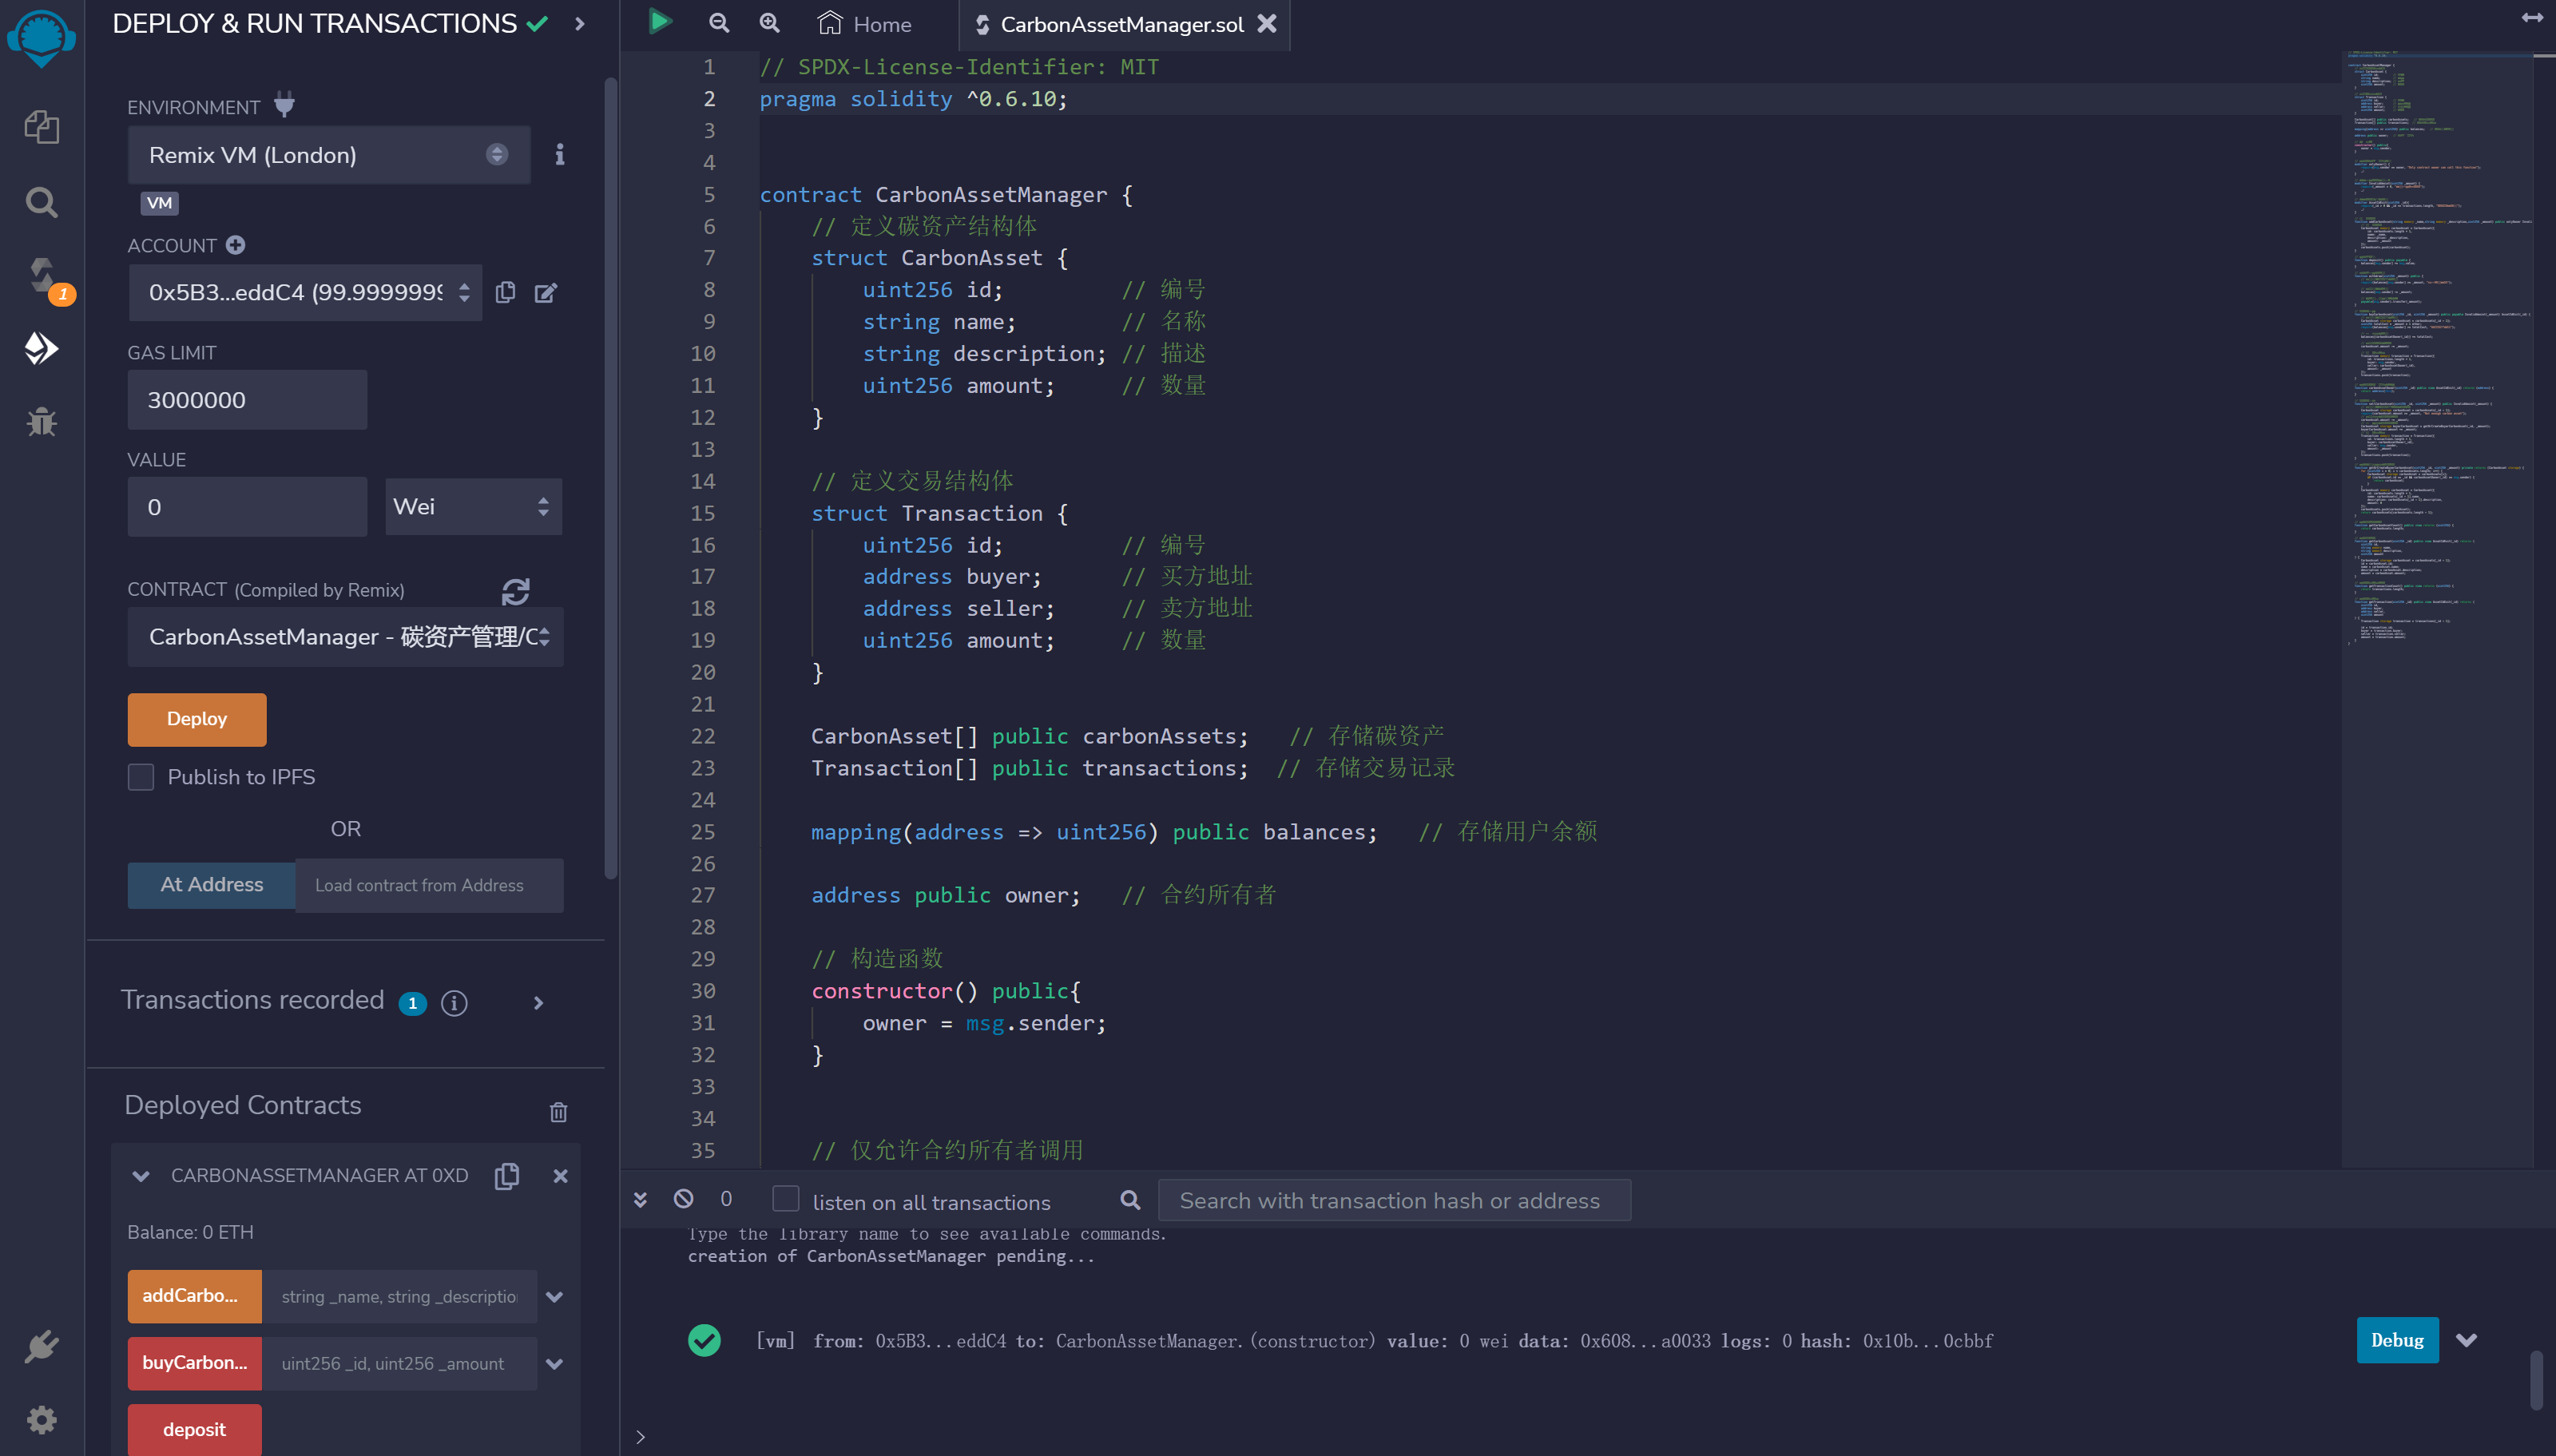 DEPLOY & RUN TRANSACTIONS
ENVIRONMENT
Remix VM (London)
VM
ACCOUNT
0x5B3...eddC4 (99.9999999
GAS LIMIT
3000000
VALUE
0
Wei
CONTRACT (Compiled by Remix)
CarbonAssetManager - 碳资产管理/C
Deploy
Publish to IPFS
OR
At Address
Load contract from Address
Transactions recorded 1
Deployed Contracts
CARBONASSETMANAGER AT 0XD
Balance: 0 ETH
addCarbo...
string _name, string _descriptio
buyCarbon...
uint256 _id, uint256 _amount
deposit
1
Home
CarbonAssetManager.sol
1 // SPDX-License-Identifier: MIT
2 pragma solidity ^0.6.10;
3
4
5 contract CarbonAssetManager {
6 // 定义碳资产结构体
7 struct CarbonAsset {
8 uint256 id; // 编号
9 string name; // 名称
10 string description; // 描述
11 uint256 amount; // 数量
12 }
13
14 // 定义交易结构体
15 struct Transaction {
16 uint256 id; // 编号
17 address buyer; // 买方地址
18 address seller; // 卖方地址
19 uint256 amount; // 数量
20 }
21
22 CarbonAsset[] public carbonAssets; // 存储碳资产
23 Transaction[] public transactions; // 存储交易记录
24
25 mapping(address => uint256) public balances; // 存储用户余额
26
27 address public owner; // 合约所有者
28
29 // 构造函数
30 constructor() public{
31 owner = msg.sender;
32 }
33
34
35 // 仅允许合约所有者调用
0
listen on all transactions
Search with transaction hash or address
Type the library name to see available commands.
creation of CarbonAssetManager pending...
[vm] from: 0x5B3...eddC4 to: CarbonAssetManager.(constructor) value: 0 wei data: 0x608...a0033 logs: 0 hash: 0x10b...0cbbf
Debug
>